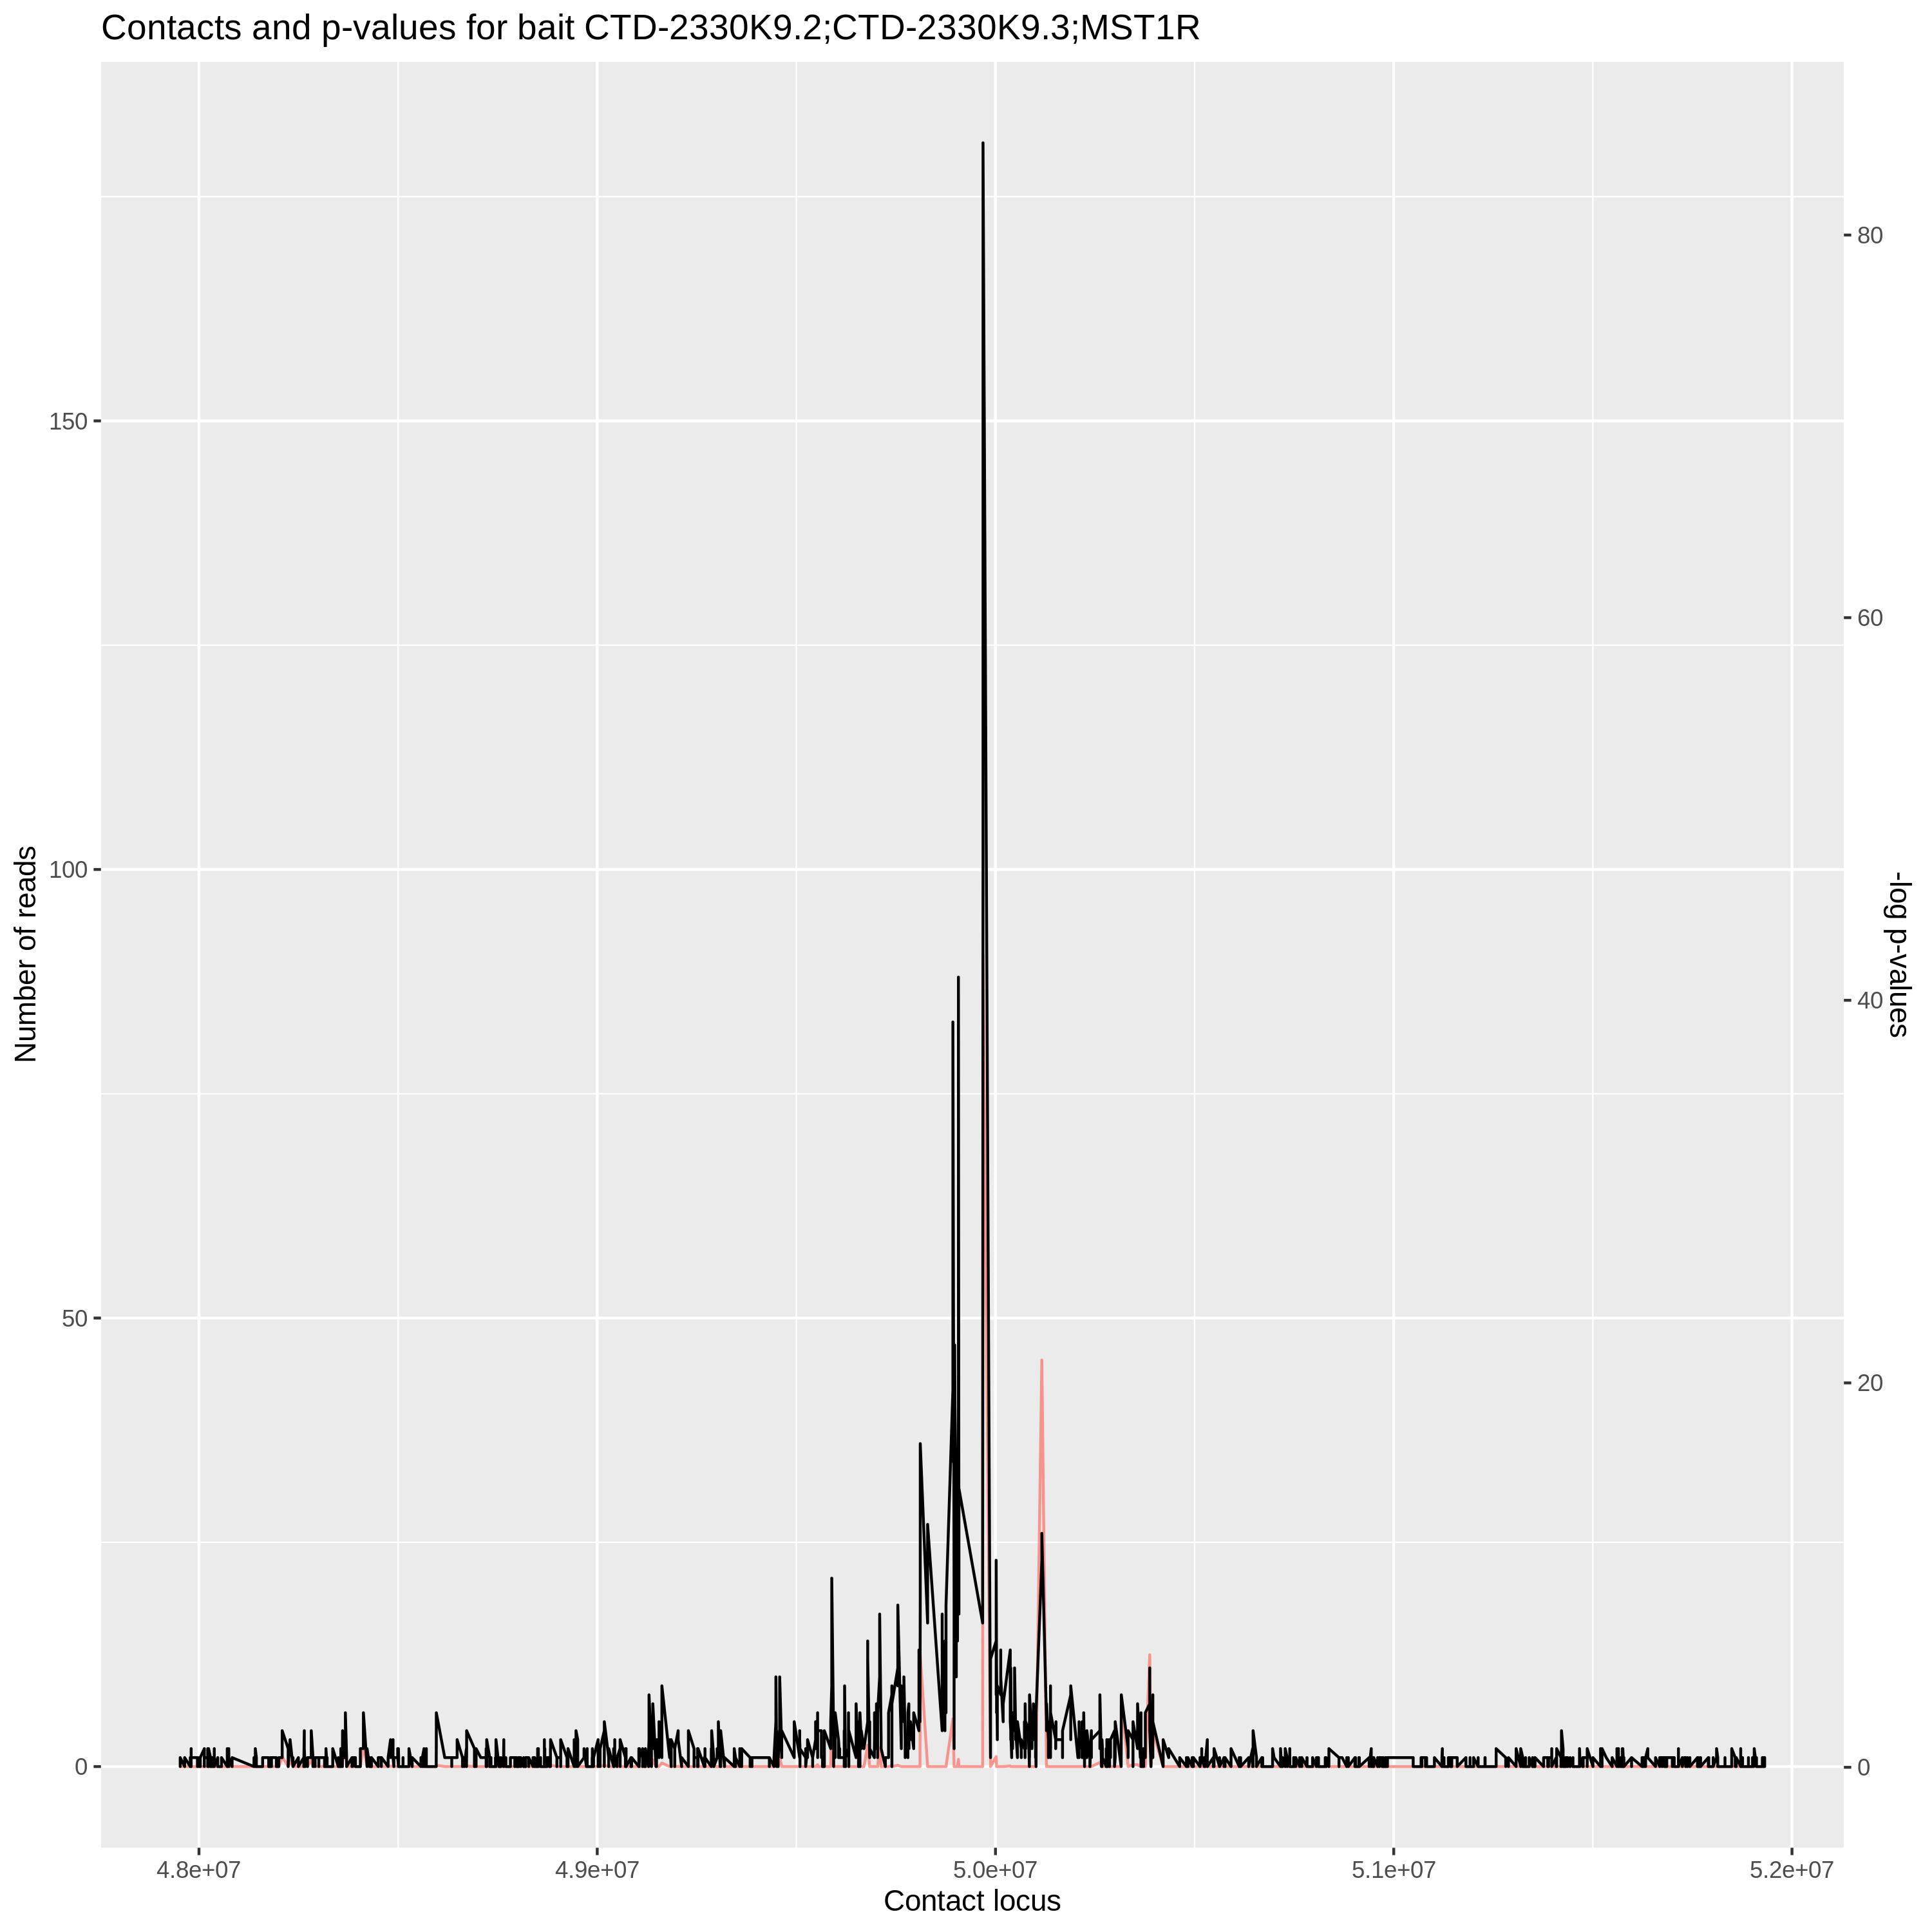 Contacts and p-values for bait CTD-2330K9.2;CTD-2330K9.3;MST1R
Number of reads
150
100
50
0
80
60
40
20
0
-log p-values
4.8e+07 4.9e+07 5.0e+07 5.1e+07 5.2e+07
Contact locus